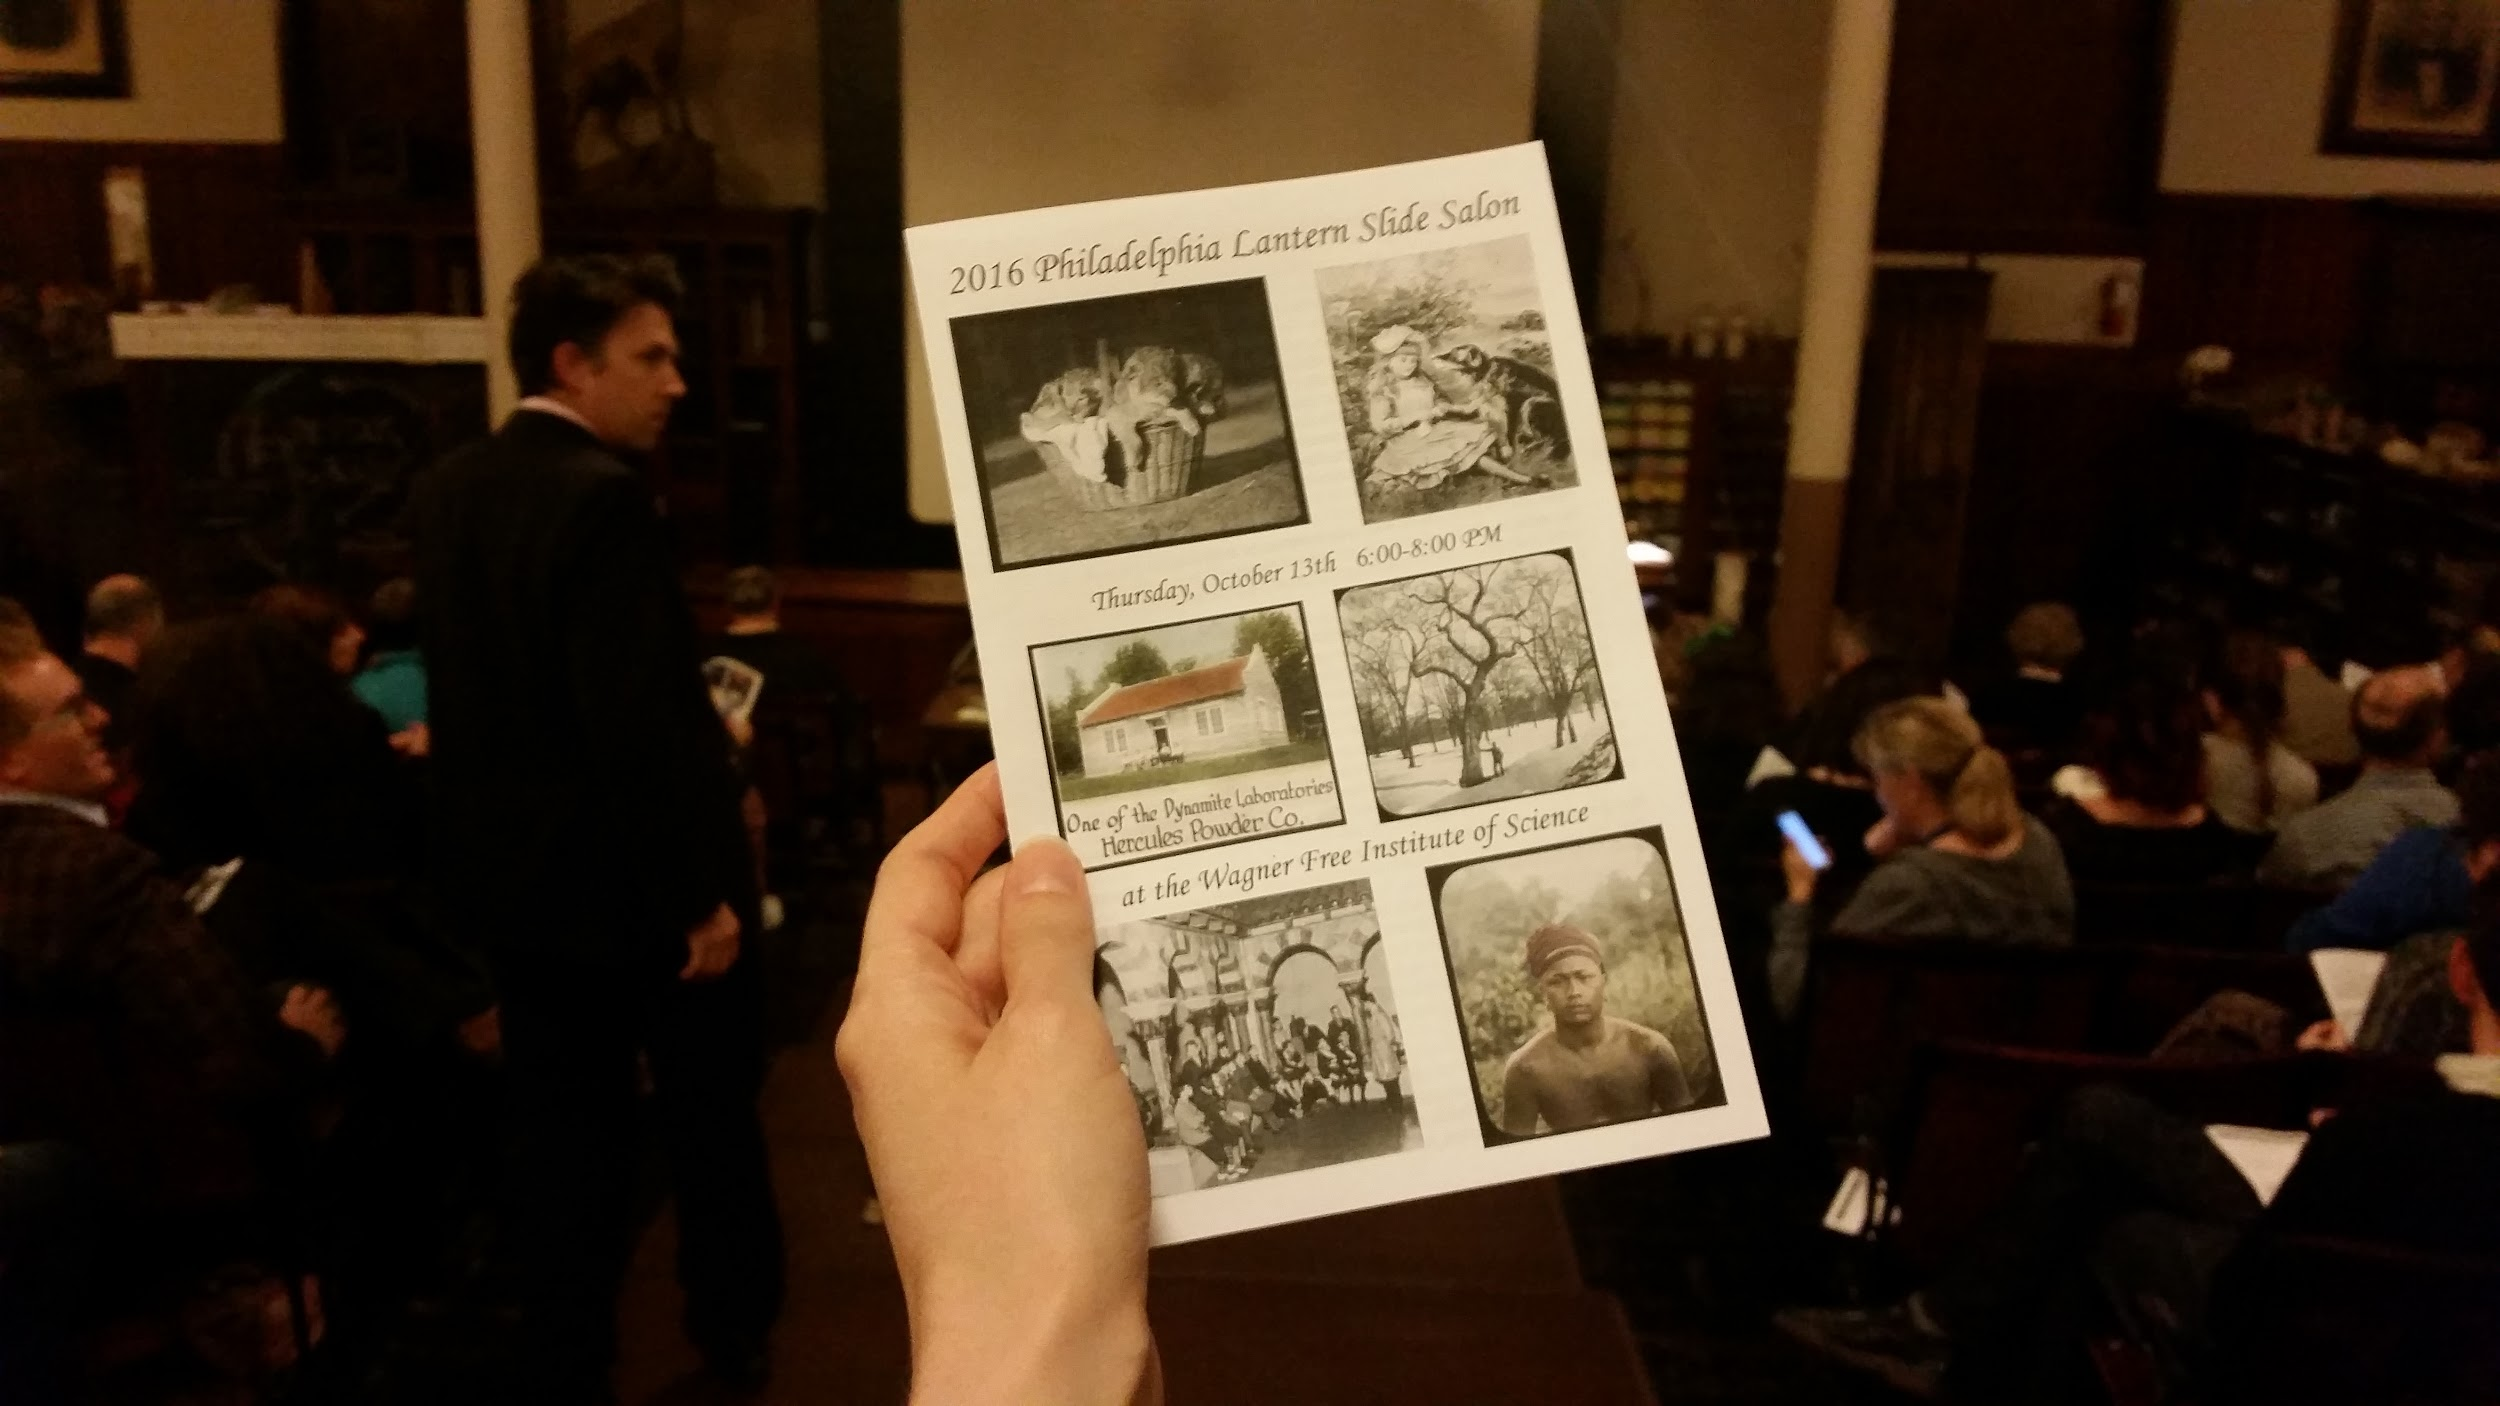 2016 Philadelphia Lantern Slide Salon
Thursday, October 13th 6:00-8:00 PM
One of the Dynamite Laboratories
Hercules Powder Co.
at the Wagner Free Institute of Science